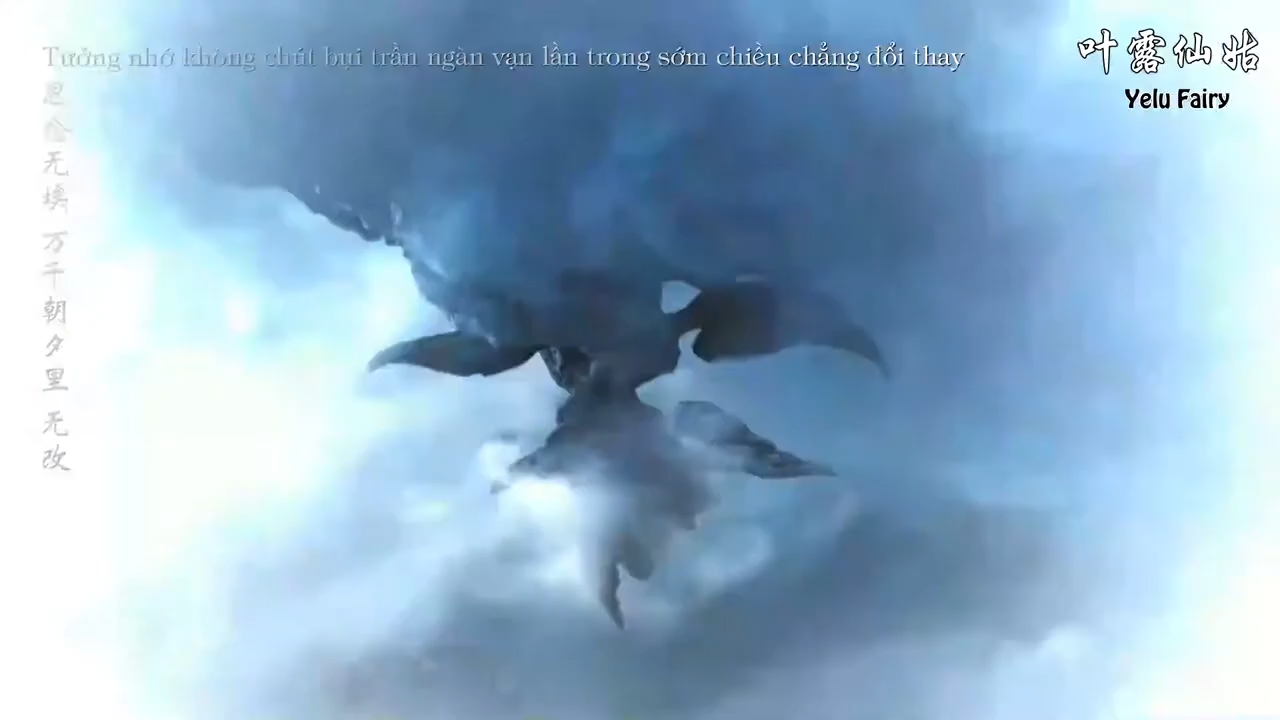 Tưởng nhớ không chút bụi trần ngàn vạn lần trong sớm chiều chẳng đổi thay
思念无埃 万千朝夕里 无改
叶露仙姑
Yelu Fairy